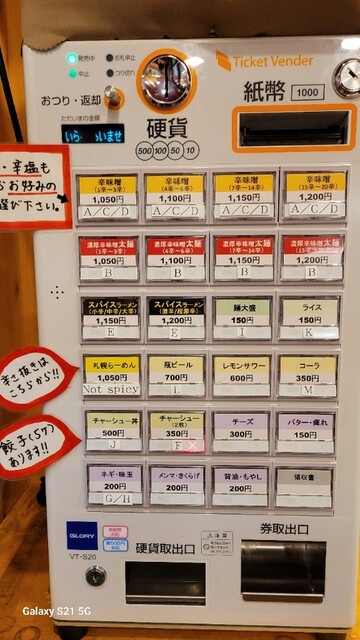 発売中
お札中止
中止
つり切れ
Ticket Vender
おつり・返却
紙幣 1000
ただいまの金額
硬貨
500 100 50 10
・辛塩も
お好みの
選び下さい。
辛味噌
(1辛〜3辛)
1,050円
A/C/D
辛味噌
(4辛〜6辛)
1,100円
A/C/D
辛味噌
(7辛〜14辛)
1,150円
A/C/D
辛味噌
(15辛〜20辛)
1,200円
A/C/D
濃厚辛味噌太麺
(1辛〜3辛)
1,050円
B
濃厚辛味噌太麺
(4辛〜6辛)
1,100円
B
濃厚辛味噌太麺
(7辛〜14辛)
1,150円
B
濃厚辛味噌太麺
(15辛〜20辛)
1,200円
B
スパイスラーメン
(小辛/中辛/大辛)
1,150円
E
スパイスラーメン
1,200円
E
麺大盛
150円
I
ライス
150円
K
辛さ抜きは
こちらから!!
札幌らーめん
1,050円
Not spicy
瓶ビール
700円
L
レモンサワー
600円
コーラ
350円
M
餃子(5ヶ)
あります!!
チャーシュー丼
500円
J
チャーシュー
(2枚)
350円
F
チーズ
300円
バター・痺れ
150円
ネギ・味玉
200円
G/H
メンマ・きくらげ
200円
背油・もやし
200円
領収書
GLORY
VT-S20
硬貨取出口
券取出口
Galaxy S21 5G